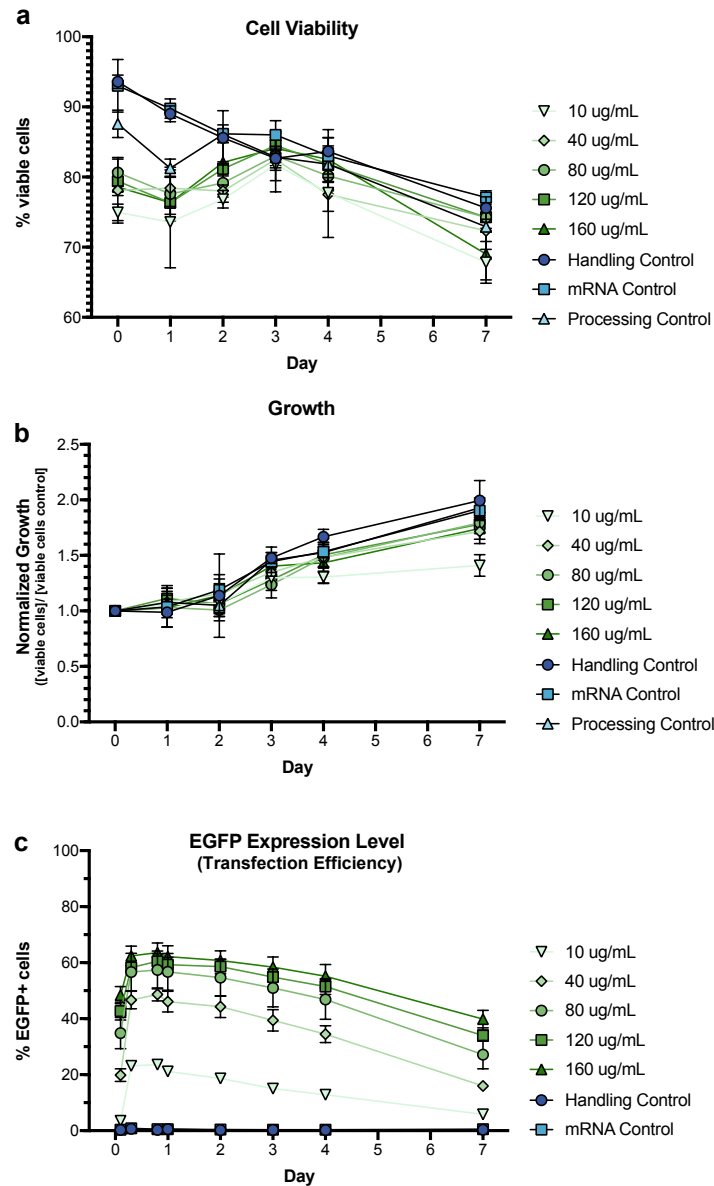 a
Cell Viability
100
90
80
70
60
% viable cells
0 1 2 3 4 5 6 7
Day
10 ug/mL
40 ug/mL
80 ug/mL
120 ug/mL
160 ug/mL
Handling Control
mRNA Control
Processing Control
b
Growth
2.5
2.0
1.5
1.0
0.5
0.0
Normalized Growth
([viable cells]/ [viable cells control]
0 1 2 3 4 5 6 7
Day
10 ug/mL
40 ug/mL
80 ug/mL
120 ug/mL
160 ug/mL
Handling Control
mRNA Control
Processing Control
c
EGFP Expression Level
(Transfection Efficiency)
100
80
60
40
20
0
% EGFP+ cells
0 1 2 3 4 5 6 7
Day
10 ug/mL
40 ug/mL
80 ug/mL
120 ug/mL
160 ug/mL
Handling Control
mRNA Control